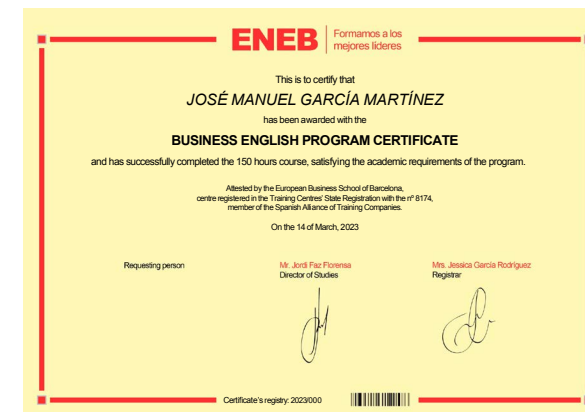 ENEB
Formamos a los
mejores líderes
This is to certify that
JOSÉ MANUEL GARCÍA MARTÍNEZ
has been awarded with the
BUSINESS ENGLISH PROGRAM CERTIFICATE
and has successfully completed the 150 hours course, satisfying the academic requirements of the program.
Attested by the European Business School of Barcelona,
centre registered in the Training Centres' State Registration with the nº 8174,
member of the Spanish Alliance of Training Companies.
On the 14 of March, 2023
Requesting person
Mr. Jordi Faz Florensa
Director of Studies
Mrs. Jessica García Rodríguez
Registrar
Certificate's registry: 2023/000